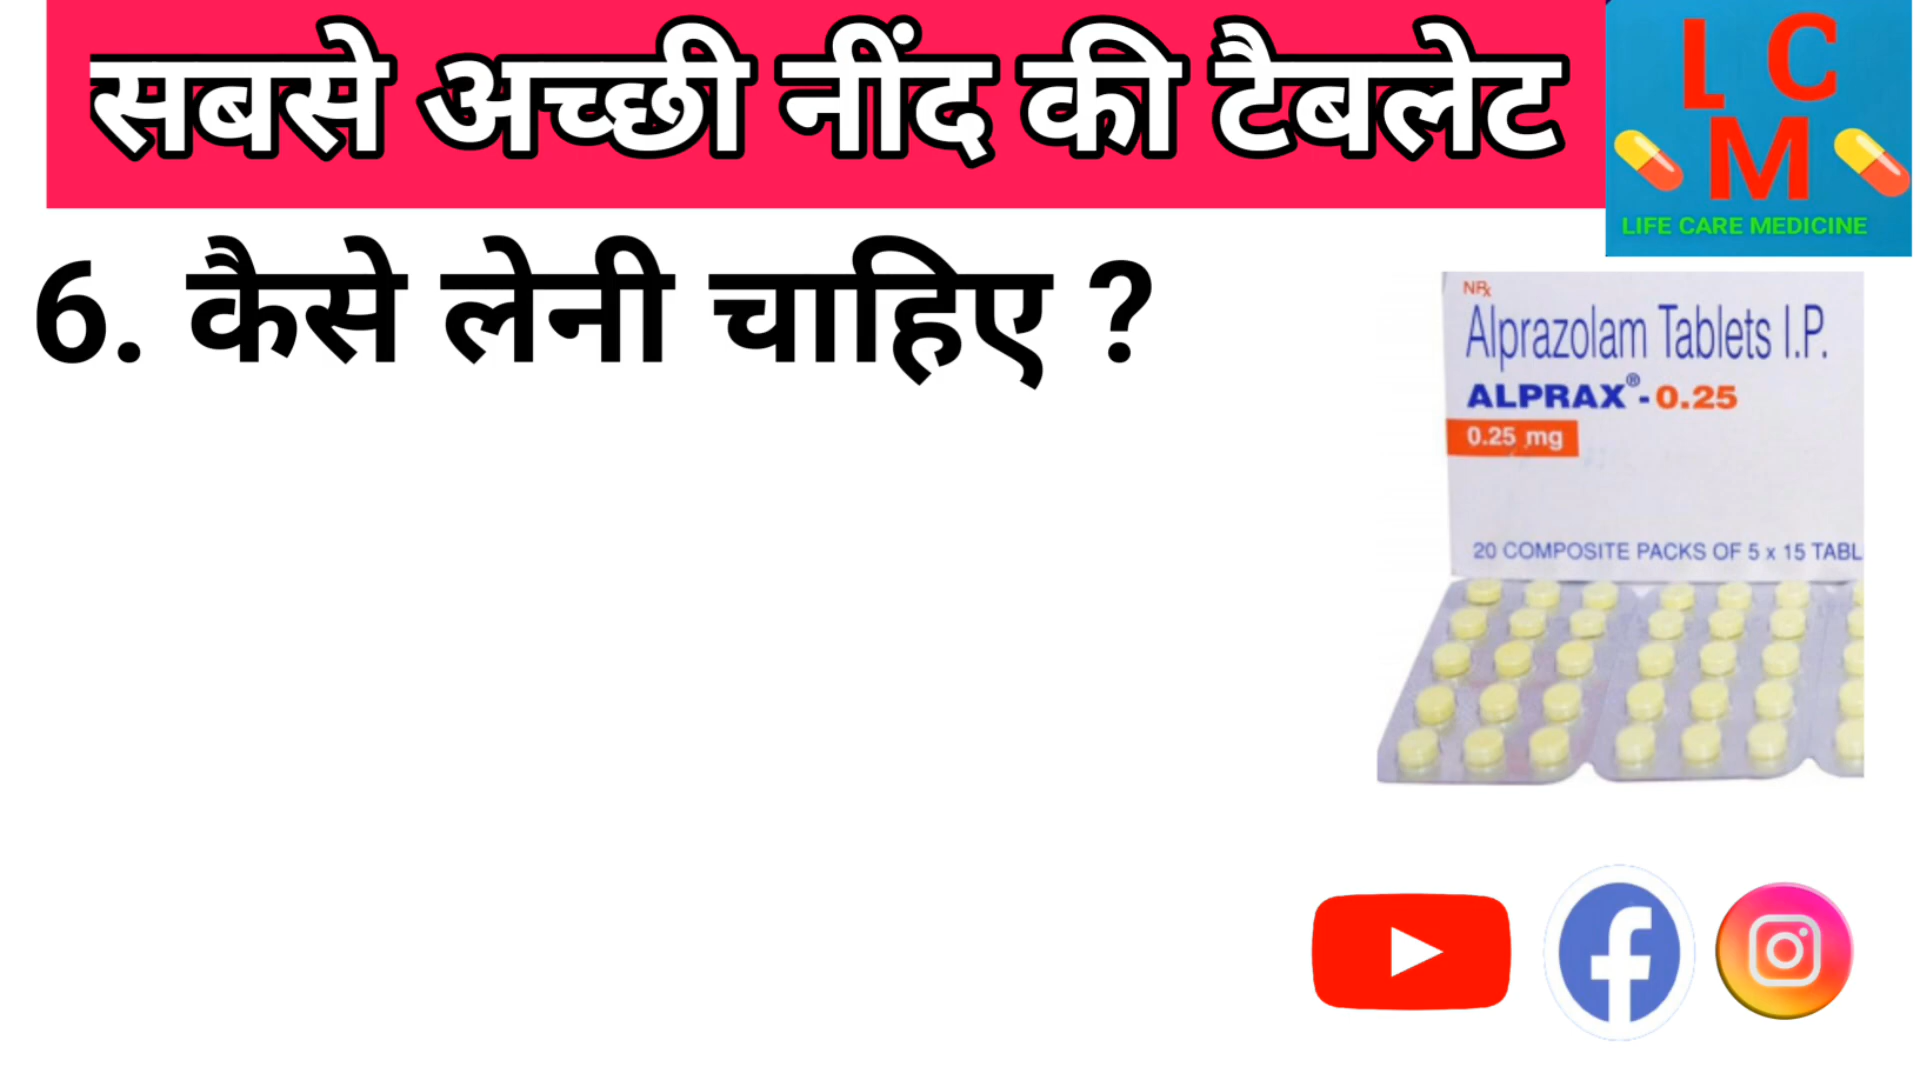 सबसे अच्छी नींद की टैबलेट
L C
M
LIFE CARE MEDICINE
6. कैसे लेनी चाहिए ?
NRx
Alprazolam Tablets I.P.
ALPRAX®-0.25
0.25 mg
20 COMPOSITE PACKS OF 5 x 15 TABL